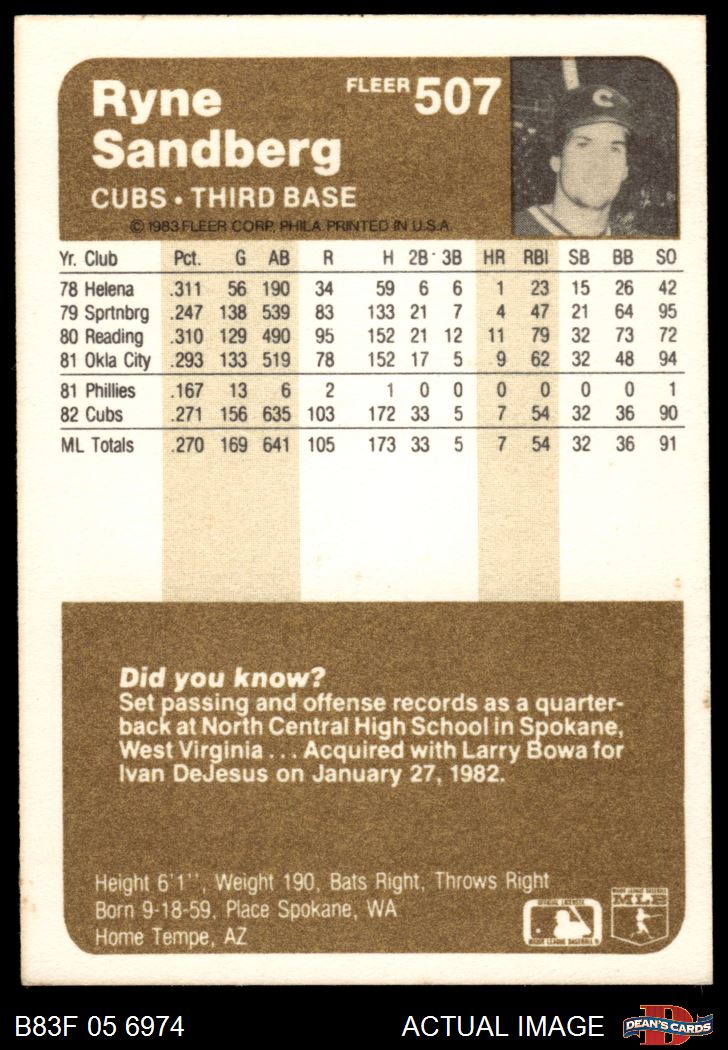 Ryne
Sandberg
FLEER 507
CUBS • THIRD BASE
© 1983 FLEER CORP. PHILA. PRINTED IN U.S.A.
C
Yr. Club Pct. G AB R H 2B 3B HR RBI SB BB SO
78 Helena .311 56 190 34 59 6 6 1 23 15 26 42
79 Sprtnbrg .247 138 539 83 133 21 7 4 47 21 64 95
80 Reading .310 129 490 95 152 21 12 11 79 32 73 72
81 Okla City .293 133 519 78 152 17 5 9 62 32 48 94
81 Phillies .167 13 6 2 1 0 0 0 0 0 0 1
82 Cubs .271 156 635 103 172 33 5 7 54 32 36 90
ML Totals .270 169 641 105 173 33 5 7 54 32 36 91
Did you know?
Set passing and offense records as a quarter-
back at North Central High School in Spokane,
West Virginia . . . Acquired with Larry Bowa for
Ivan DeJesus on January 27, 1982.
Height 6'1'', Weight 190, Bats Right, Throws Right
Born 9-18-59, Place Spokane, WA
Home Tempe, AZ
OFFICIAL LICENSEE
MAJOR LEAGUE BASEBALL
MAJOR LEAGUE BASEBALL
MLB
B83F 05 6974
ACTUAL IMAGE
D
DEAN'S CARDS